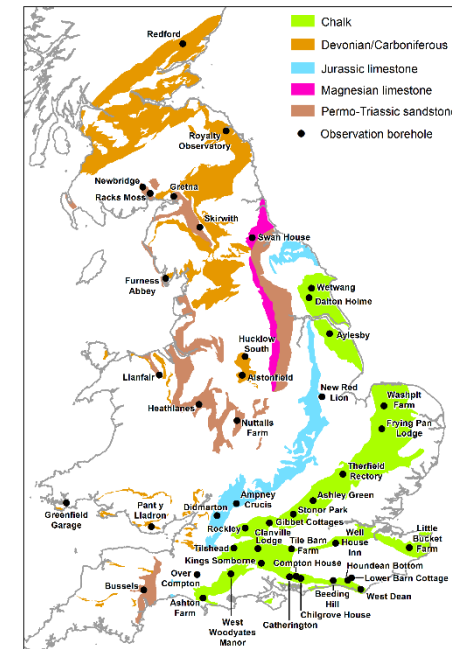 Chalk
Devonian/Carboniferous
Jurassic limestone
Magnesian limestone
Permo-Triassic sandstone
Observation borehole
Redford
Royalty
Observatory
Newbridge
Gretna
Racks Moss
Skirwith
Swan House
Furness
Abbey
Wetwang
Dalton Holme
Aylesby
Hucklow
South
Llanfair
Alstonfield
New Red
Lion
Washpit
Farm
Heathlanes
Nuttalls
Farm
Frying Pan
Lodge
Therfield
Rectory
Greenfield
Garage
Pant y
Lladron
Didmarton
Ampney
Crucis
Ashley Green
Stonor Park
Rockley
Gibbet Cottages
Clanville
Lodge
Tile Barn
Farm
Well
House
Inn
Little
Bucket
Farm
Tilshead
Kings Somborne
Compton House
Houndean Bottom
Over
Compton
Lower Barn Cottage
Bussels
Ashton
Farm
West
Woodyates
Manor
Catherington
Chilgrove House
Beeding
Hill
West Dean